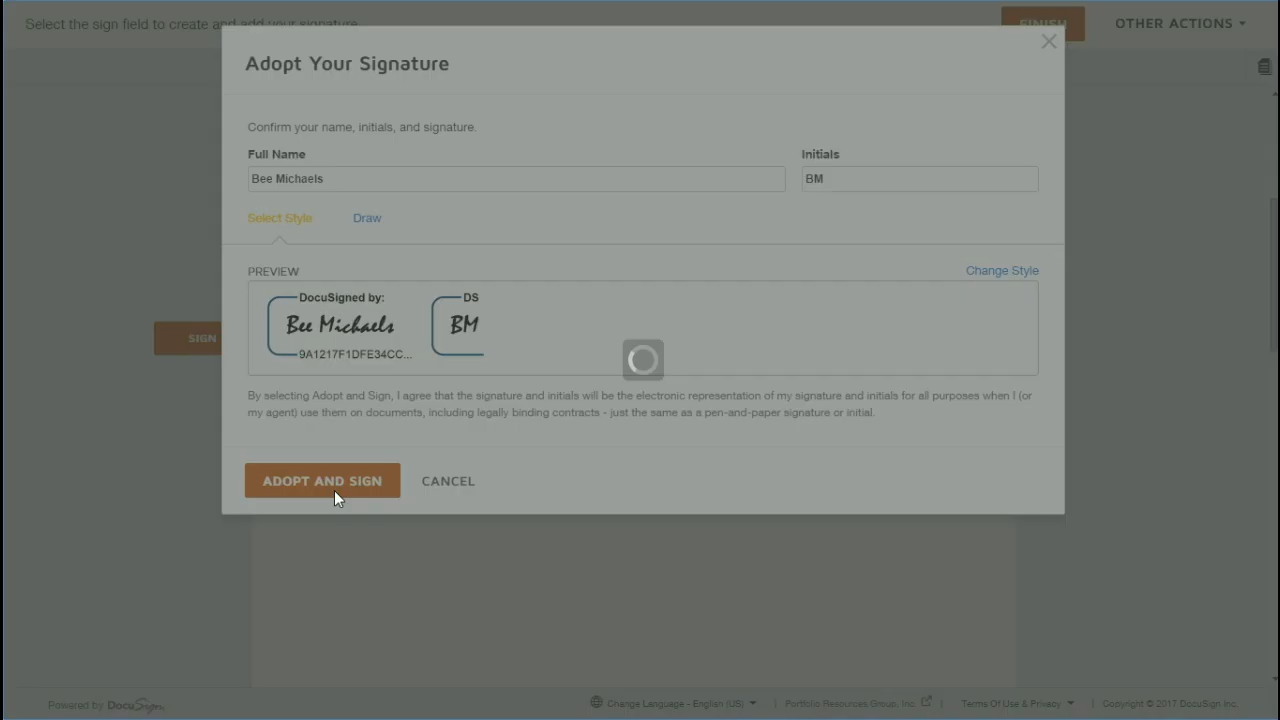 Select the sign field to create and add your signature.
FINISH
OTHER ACTIONS
Adopt Your Signature
Confirm your name, initials, and signature.
Full Name
Initials
Bee Michaels
BM
Select Style
Draw
PREVIEW
Change Style
DocuSigned by:
DS
Bee Michaels
BM
9A1217F1DFE34CC...
SIGN
By selecting Adopt and Sign, I agree that the signature and initials will be the electronic representation of my signature and initials for all purposes when I (or
my agent) use them on documents, including legally binding contracts - just the same as a pen-and-paper signature or initial.
ADOPT AND SIGN
CANCEL
Powered by DocuSign
Change Language - English (US)
Portfolio Resources Group, Inc.
Terms Of Use & Privacy
Copyright © 2017 DocuSign Inc.